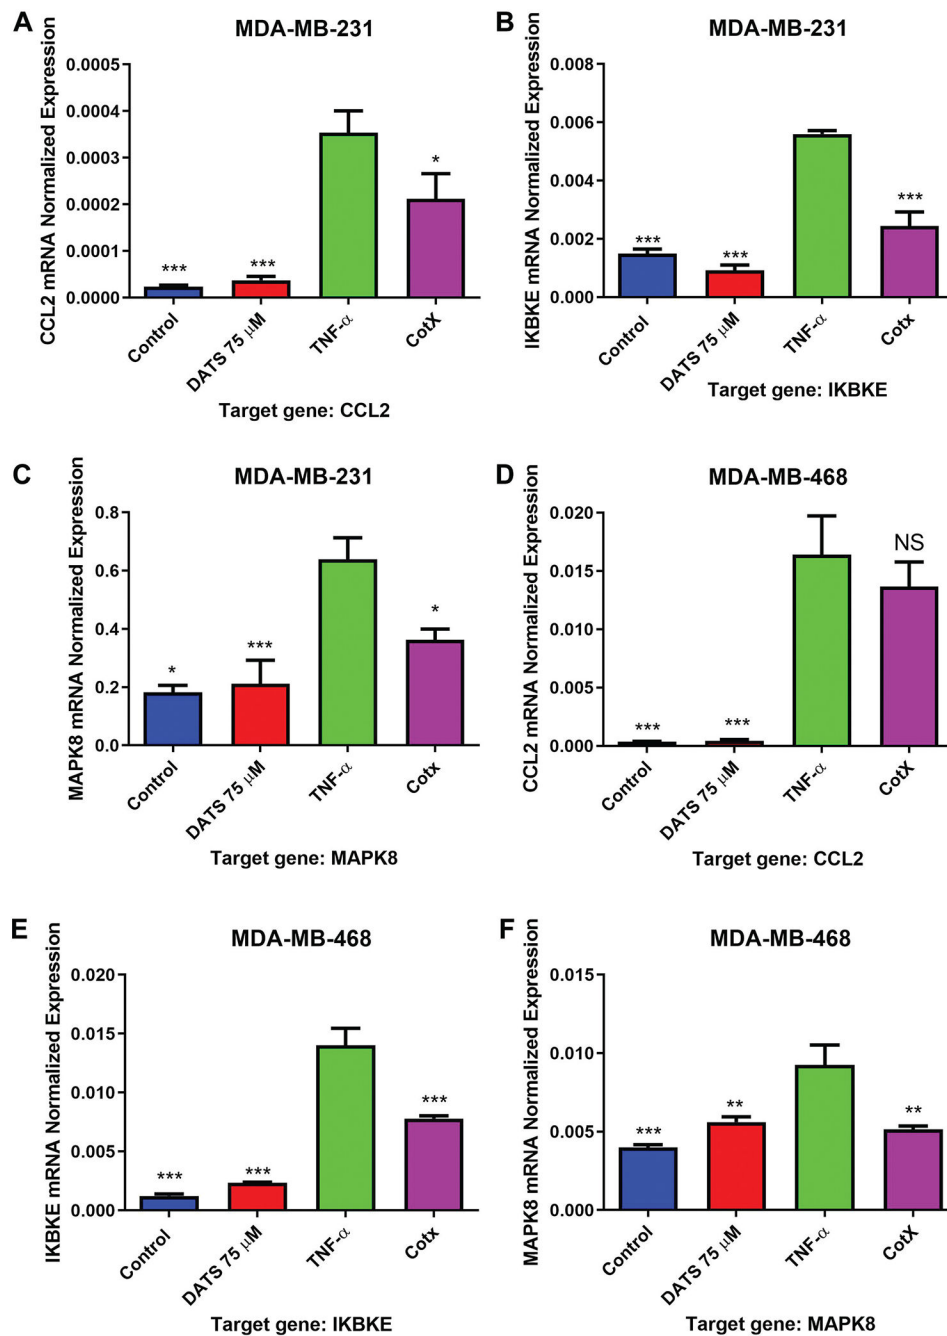 A
MDA-MB-231
CCL2 mRNA Normalized Expression
0.0005
0.0004
0.0003
0.0002
0.0001
0.0000
***
***
*
Control
DATS 75 μM
TNF-α
CotX
Target gene: CCL2
B
MDA-MB-231
IKBKE mRNA Normalized Expression
0.008
0.006
0.004
0.002
0.000
***
***
***
Control
DATS 75 μM
TNF-α
CotX
Target gene: IKBKE
C
MDA-MB-231
MAPK8 mRNA Normalized Expression
0.8
0.6
0.4
0.2
0.0
*
***
*
Control
DATS 75 μM
TNF-α
Cotx
Target gene: MAPK8
D
MDA-MB-468
CCL2 mRNA Normalized Expression
0.020
0.015
0.010
0.005
0.000
***
***
NS
Control
DATS 75 μM
TNF-α
CotX
Target gene: CCL2
E
MDA-MB-468
IKBKE mRNA Normalized Expression
0.020
0.015
0.010
0.005
0.000
***
***
***
Control
DATS 75 μM
TNF-α
Cotx
Target gene: IKBKE
F
MDA-MB-468
MAPK8 mRNA Normalized Expression
0.015
0.010
0.005
0.000
***
**
**
Control
DATS 75 μM
TNF-α
CotX
Target gene: MAPK8